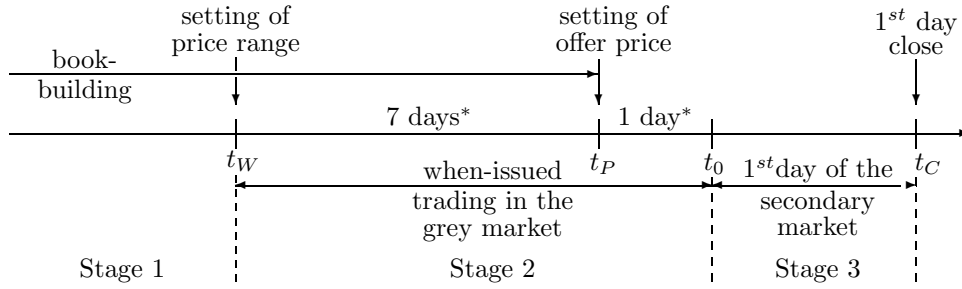 setting of
price range
setting of
offer price
1st day
close
book-
building
7 days*
1 day*
tW
tP
t0
tC
when-issued
trading in the
grey market
1st day of the
secondary
market
Stage 1
Stage 2
Stage 3